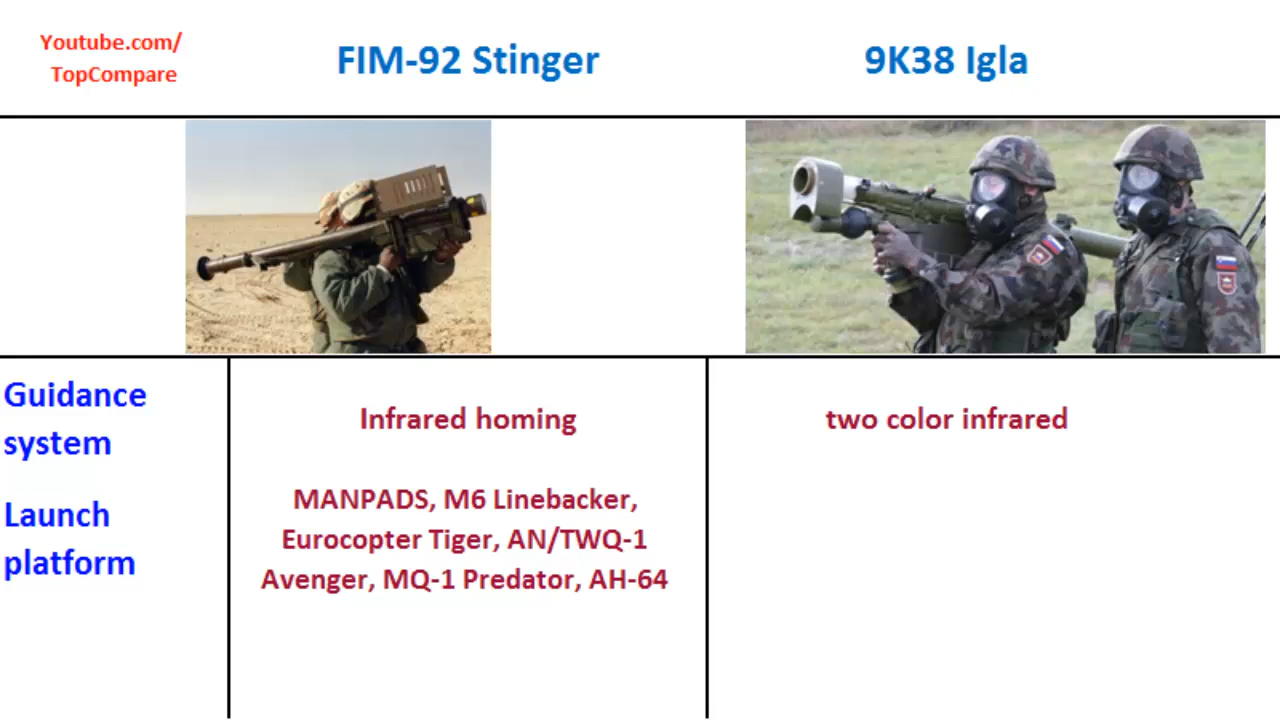 Youtube.com/
TopCompare
FIM-92 Stinger
9K38 Igla
Guidance
system
Infrared homing
two color infrared
Launch
platform
MANPADS, M6 Linebacker,
Eurocopter Tiger, AN/TWQ-1
Avenger, MQ-1 Predator, AH-64